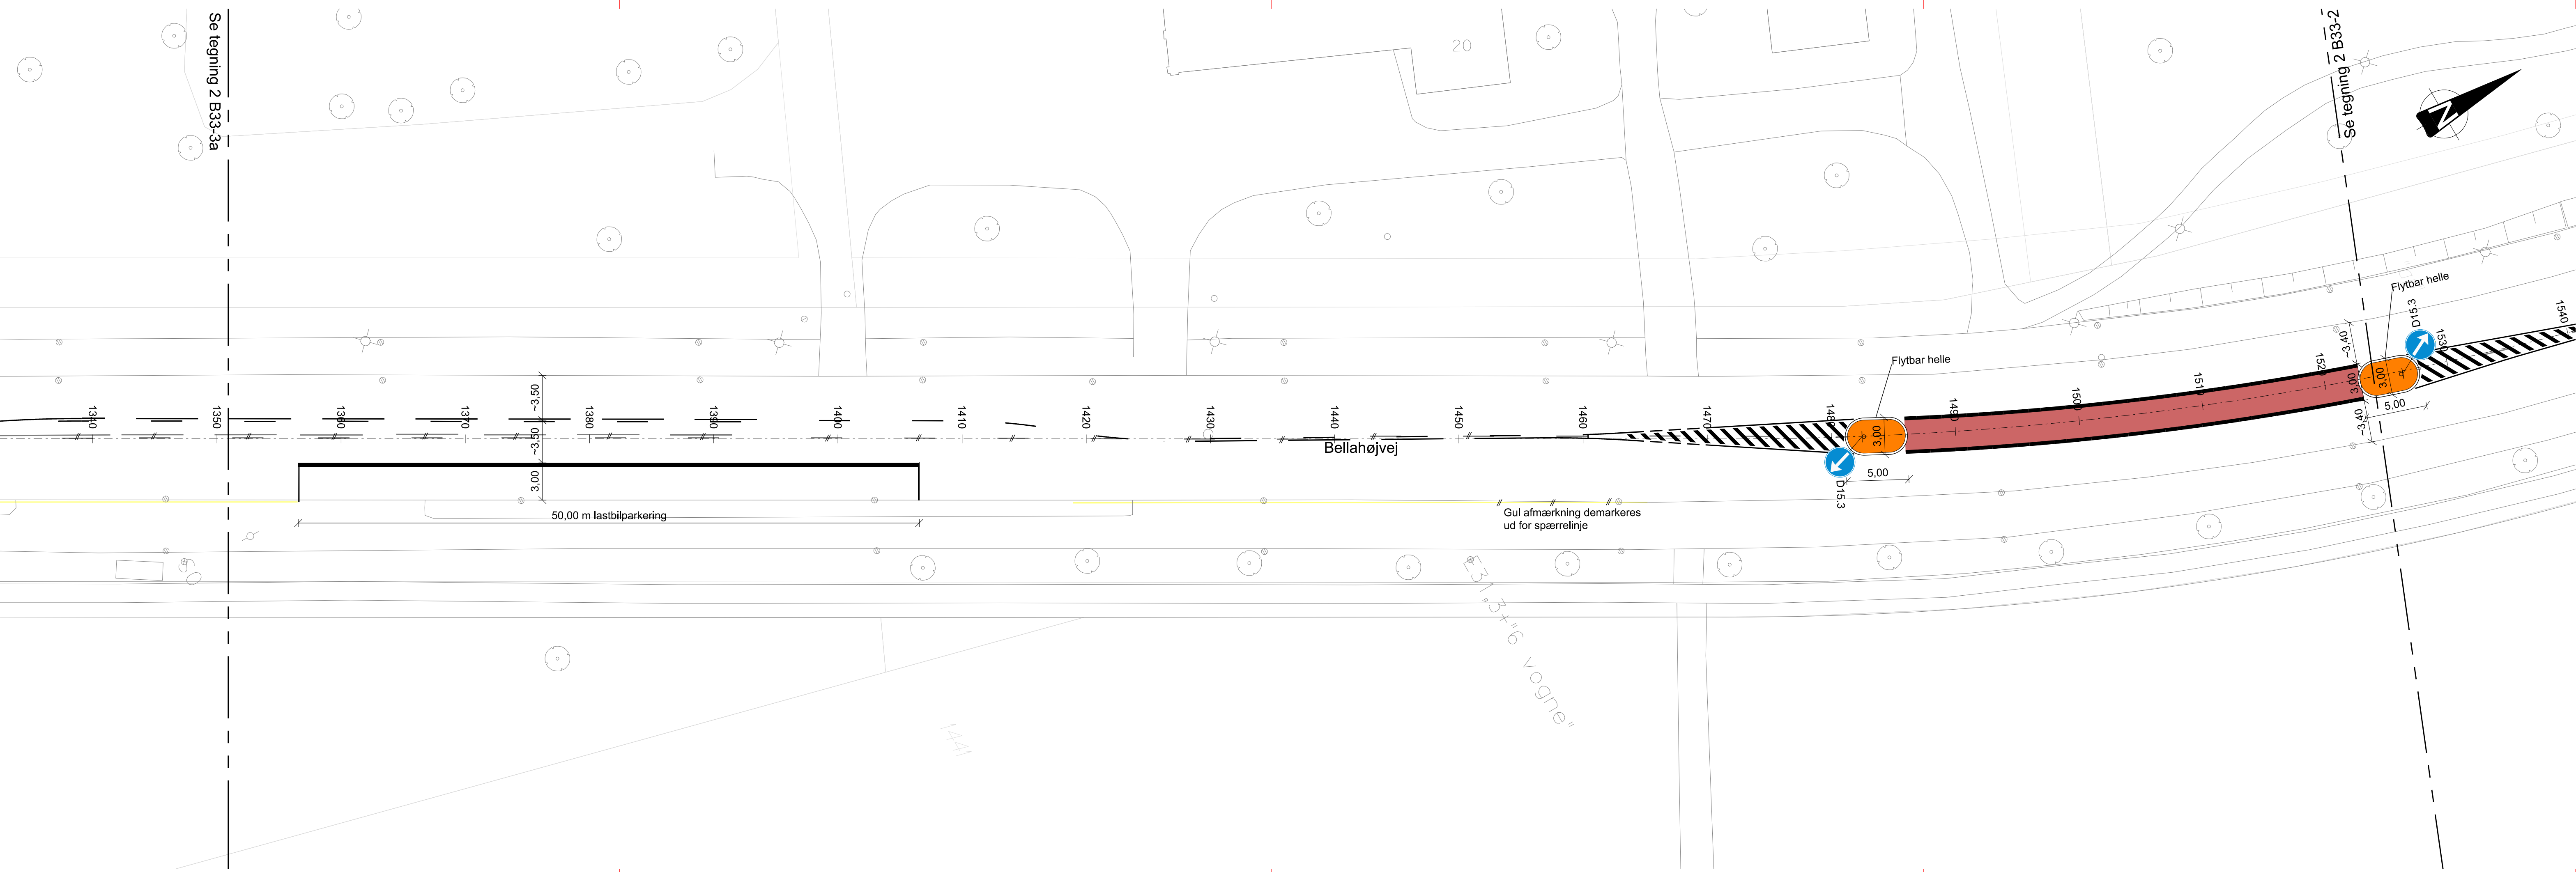 Se tegning 2 B33-3a
Se tegning 2 B33-2
20
N
Flytbar helle
D15.3
1540
1530
~3,40
3,00
3,00
1520
5,00
~3,40
1510
1500
1490
Flytbar helle
3,00
5,00
D15.3
1480
1470
1460
1450
1440
1430
1420
1410
1400
1390
1380
1370
1360
1350
1340
~3,50
~3,50
3,00
Bellahøjvej
50,00 m lastbilparkering
Gul afmærkning demarkeres
ud for spærrelinje
"3,3+"6 vogne"